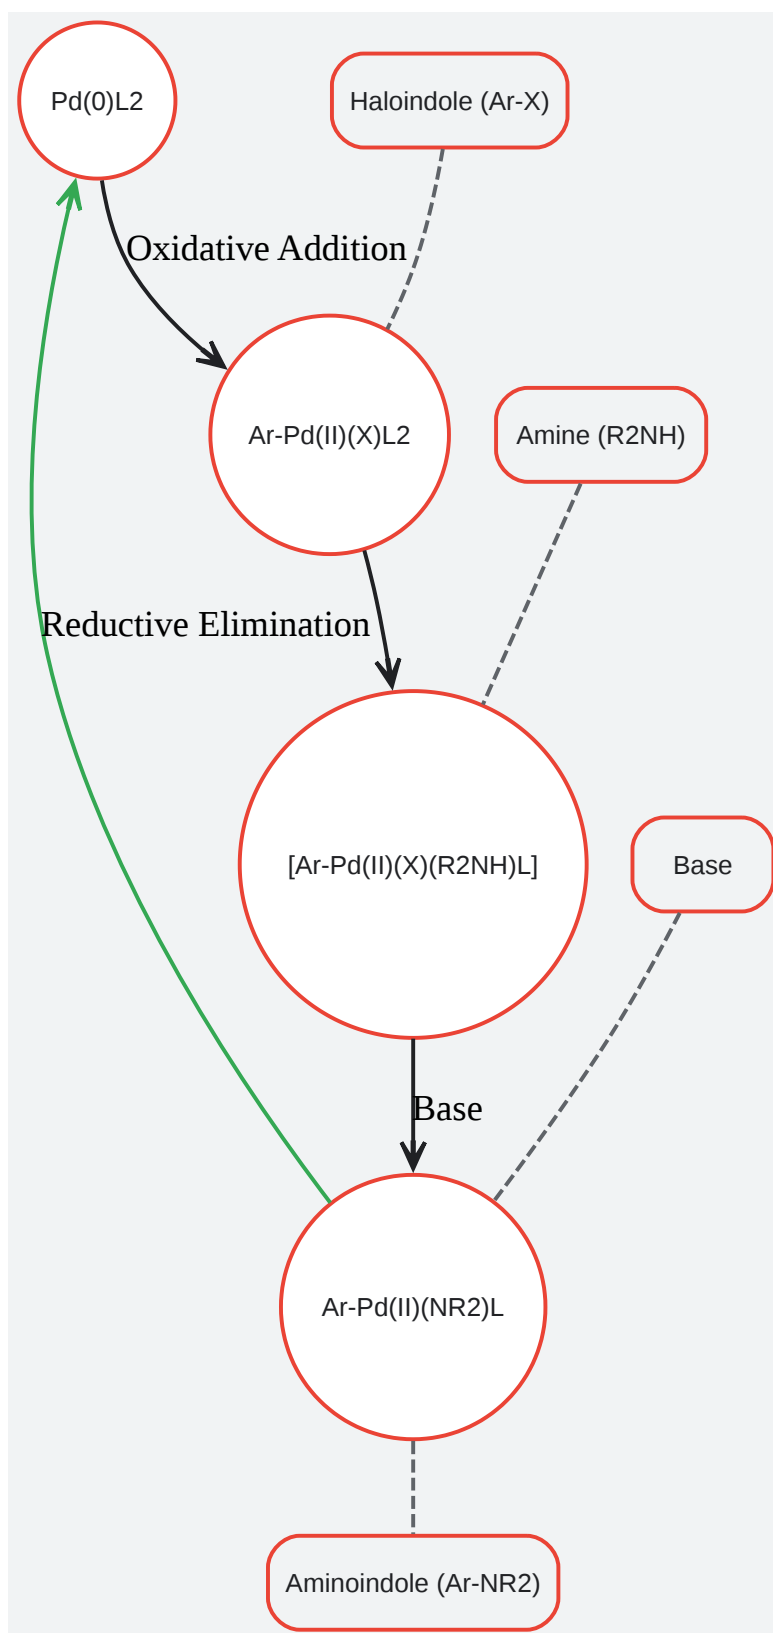 Pd(0)L2
Haloindole (Ar-X)
Oxidative Addition
Ar-Pd(II)(X)L2
Amine (R2NH)
Reductive Elimination
[Ar-Pd(II)(X)(R2NH)L]
Base
Base
Ar-Pd(II)(NR2)L
Aminoindole (Ar-NR2)